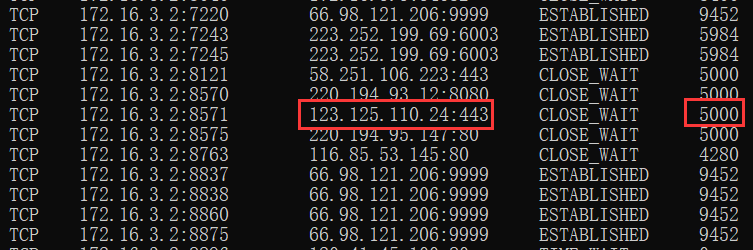 TCP 172.16.3.2:7220 66.98.121.206:9999 ESTABLISHED 9452
TCP 172.16.3.2:7243 223.252.199.69:6003 ESTABLISHED 5984
TCP 172.16.3.2:7245 223.252.199.69:6003 ESTABLISHED 5984
TCP 172.16.3.2:8121 58.251.106.223:443 CLOSE_WAIT 5000
TCP 172.16.3.2:8570 220.194.93.12:8080 CLOSE_WAIT 5000
TCP 172.16.3.2:8571 123.125.110.24:443 CLOSE_WAIT 5000
TCP 172.16.3.2:8575 220.194.95.147:80 CLOSE_WAIT 5000
TCP 172.16.3.2:8763 116.85.53.145:80 CLOSE_WAIT 4280
TCP 172.16.3.2:8837 66.98.121.206:9999 ESTABLISHED 9452
TCP 172.16.3.2:8838 66.98.121.206:9999 ESTABLISHED 9452
TCP 172.16.3.2:8860 66.98.121.206:9999 ESTABLISHED 9452
TCP 172.16.3.2:8875 66.98.121.206:9999 ESTABLISHED 9452